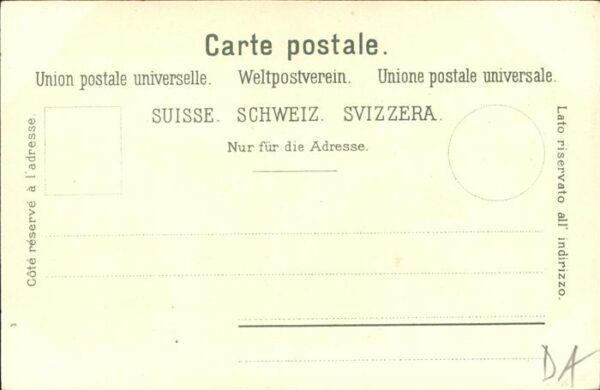 Carte postale.
Union postale universelle. Weltpostverein. Unione postale universale.
SUISSE. SCHWEIZ. SVIZZERA.
Nur für die Adresse.
Côté réservé à l'adresse.
Lato riservato all' indirizzo.
DA